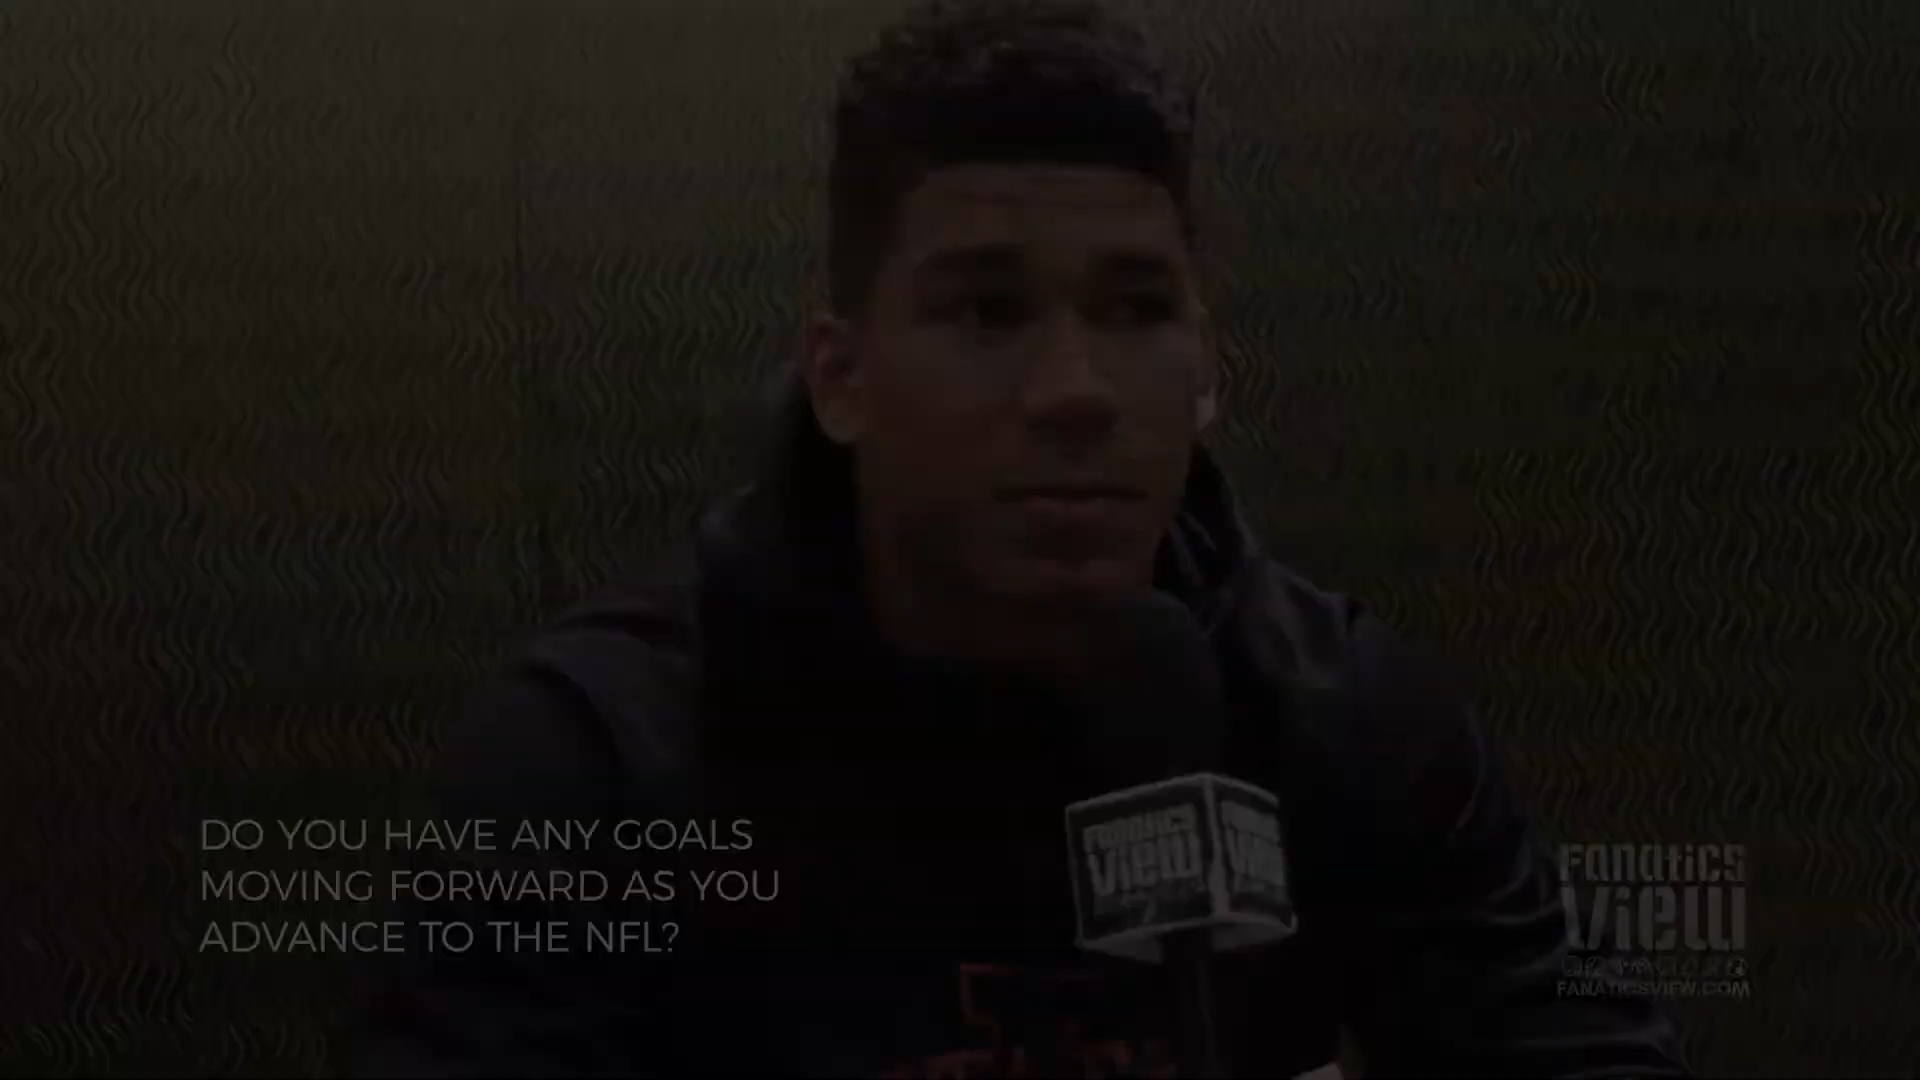 DO YOU HAVE ANY GOALS
MOVING FORWARD AS YOU
ADVANCE TO THE NFL?
FANATICS
VIEW
FANATICS
VIEW
FANATICSVIEW.COM